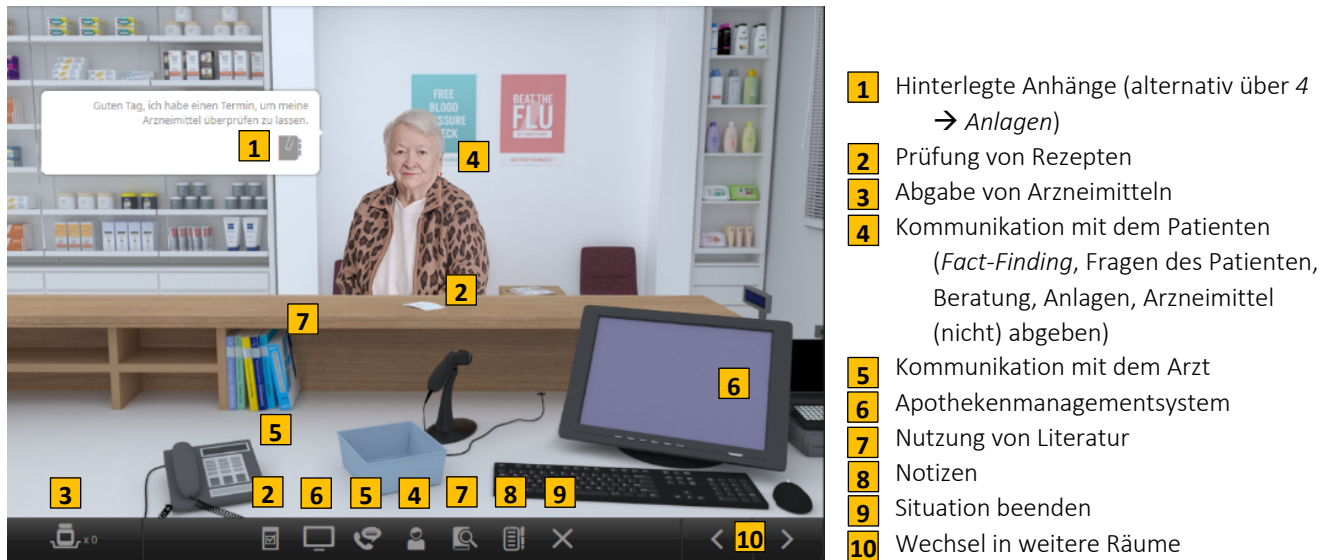 Guten Tag, ich habe einen Termin, um meine
Arzneimittel überprüfen zu lassen.
1
FREE
BLOOD
PRESSURE
CHECK
BEAT THE
FLU
4
2
7
6
5
3
2
6
5
4
7
8
9
x 0
10
1 Hinterlegte Anhänge (alternativ über 4
→ Anlagen)
2 Prüfung von Rezepten
3 Abgabe von Arzneimitteln
4 Kommunikation mit dem Patienten
(Fact-Finding, Fragen des Patienten,
Beratung, Anlagen, Arzneimittel
(nicht) abgeben)
5 Kommunikation mit dem Arzt
6 Apothekenmanagementsystem
7 Nutzung von Literatur
8 Notizen
9 Situation beenden
10 Wechsel in weitere Räume